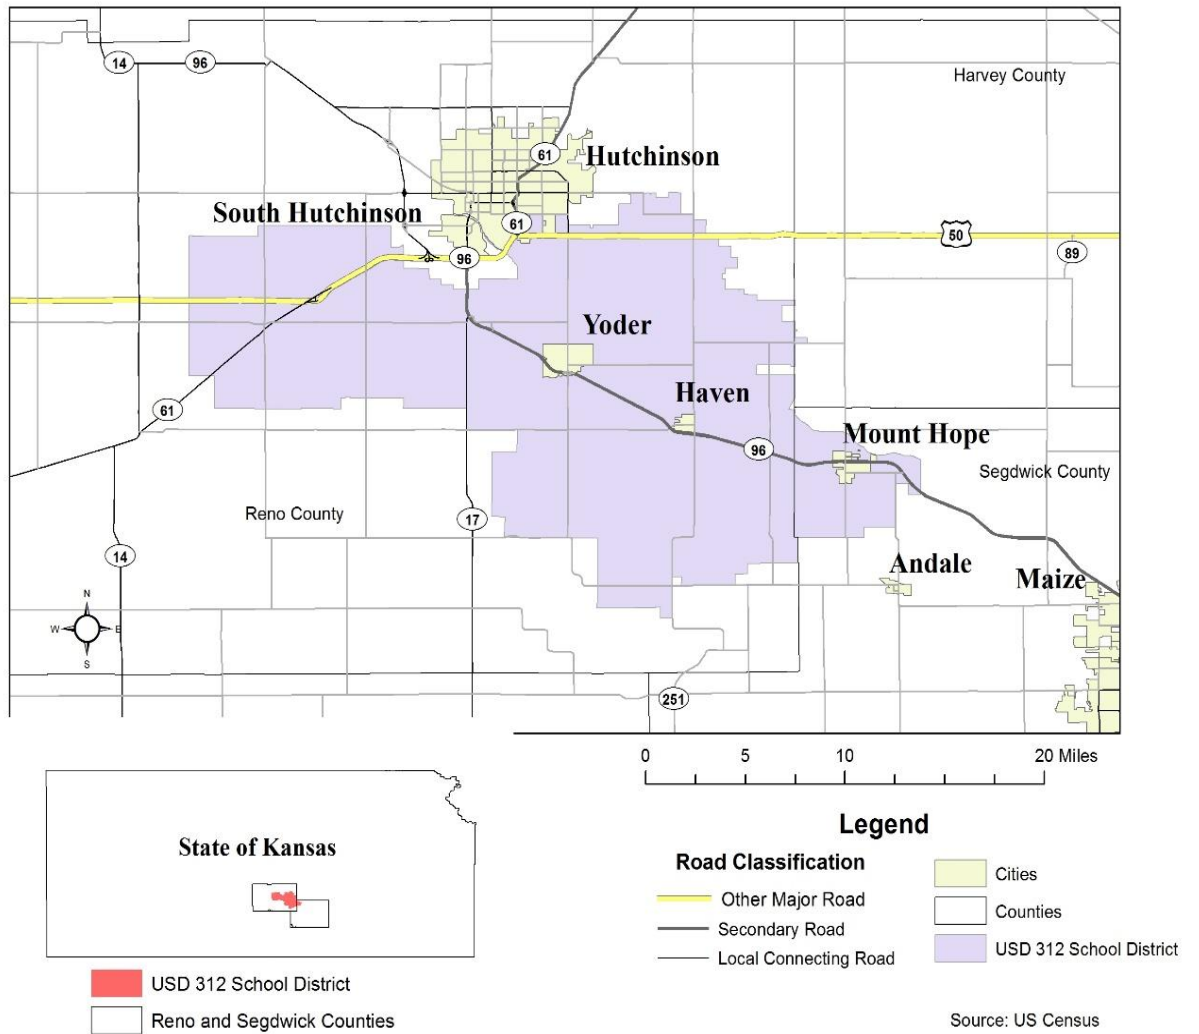 14
96
Harvey County
61
Hutchinson
South Hutchinson
61
50
96
89
Yoder
Haven
61
Mount Hope
96
Segdwick County
Reno County
17
14
Andale
Maize
N
W E
S
251
0 5 10 20 Miles
State of Kansas
USD 312 School District
Reno and Segdwick Counties
Legend
Road Classification
Other Major Road
Secondary Road
Local Connecting Road
Cities
Counties
USD 312 School District
Source: US Census